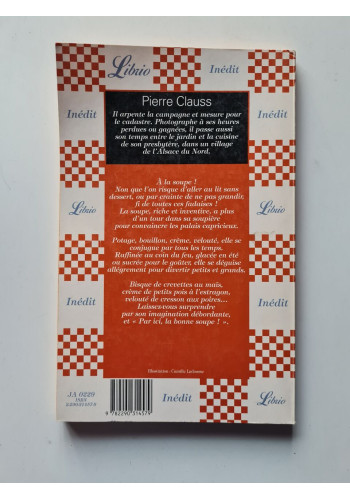 Librio
Inédit
Inédit
Pierre Clauss
Il arpente la campagne et mesure pour
le cadastre. Photographe à ses heures
perdues ou gagnées, il passe aussi
son temps entre le jardin et la cuisine
de son presbytère, dans un village
de l'Alsace du Nord.
Inédit
Librio
À la soupe !
Non que l'on risque d'aller au lit sans
dessert, ou par crainte de ne pas grandir,
fi de toutes ces fadaises !
La soupe, riche et inventive, a plus
d'un tour dans sa soupière
pour convaincre les palais capricieux.
Librio
Inédit
Potage, bouillon, crème, velouté, elle se
conjugue par tous les temps.
Raffinée au coin du feu, glacée en été
ou sucrée pour le goûter, elle se déguise
allègrement pour divertir petits et grands.
Inédit
Librio
Bisque de crevettes au maïs,
crème de petits pois à l'estragon,
velouté de cresson aux poires...
Laissez-vous surprendre
par son imagination débordante,
et « Par ici, la bonne soupe ! ».
JA 0229
ISBN
9 782290 314579
Inédit
Librio